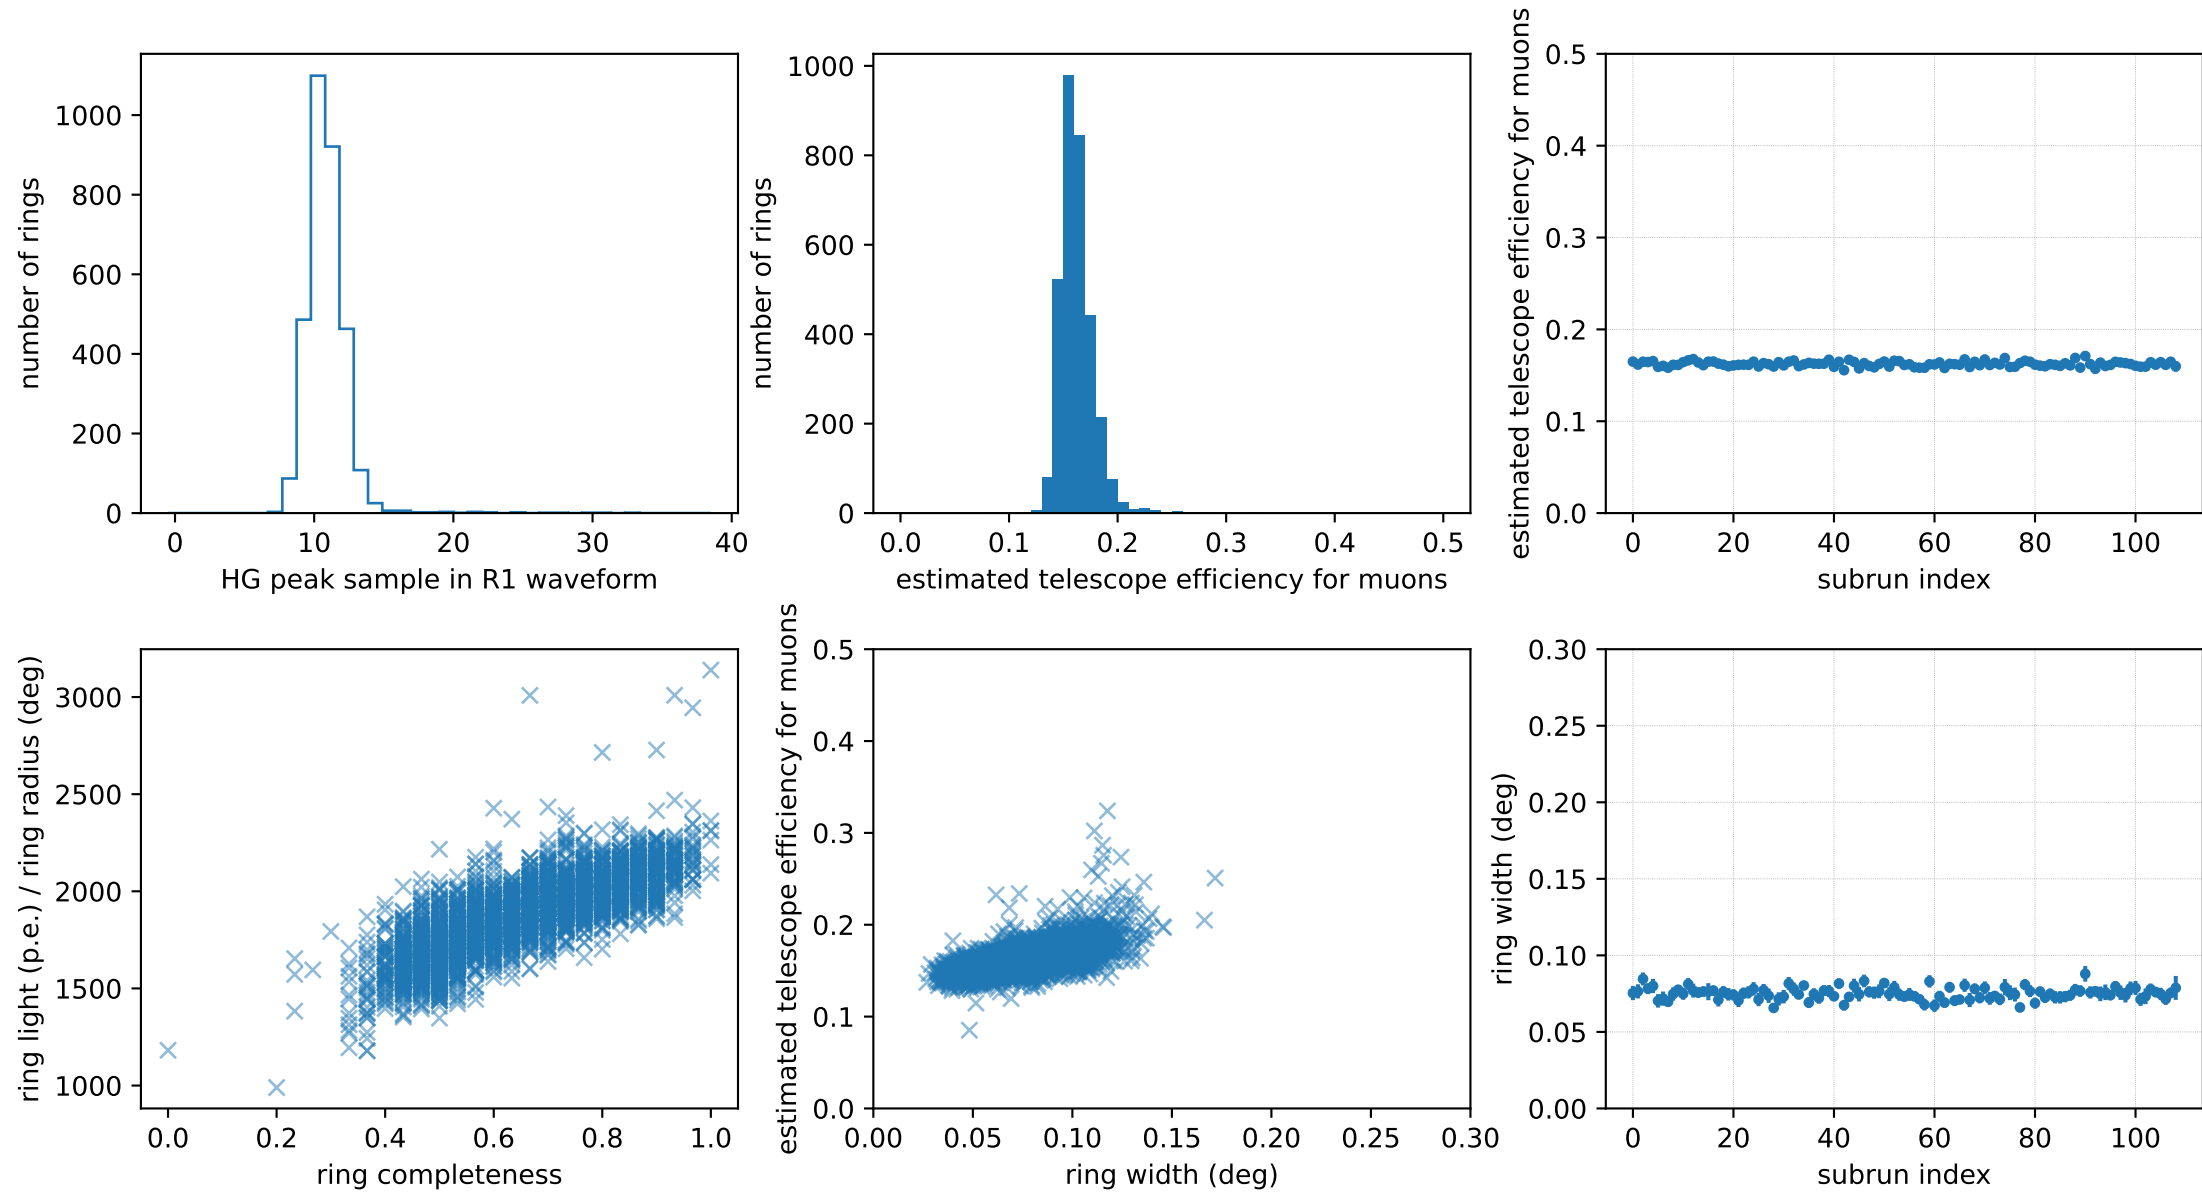 number of rings
1000
800
600
400
200
0
0 10 20 30 40
HG peak sample in R1 waveform
number of rings
1000
800
600
400
200
0
0.0 0.1 0.2 0.3 0.4 0.5
estimated telescope efficiency for muons
estimated telescope efficiency for muons
0.5
0.4
0.3
0.2
0.1
0.0
0 20 40 60 80 100
subrun index
ring light (p.e.) / ring radius (deg)
3000
2500
2000
1500
1000
0.0 0.2 0.4 0.6 0.8 1.0
ring completeness
estimated telescope efficiency for muons
0.5
0.4
0.3
0.2
0.1
0.0
0.00 0.05 0.10 0.15 0.20 0.25 0.30
ring width (deg)
ring width (deg)
0.30
0.25
0.20
0.15
0.10
0.05
0.00
0 20 40 60 80 100
subrun index